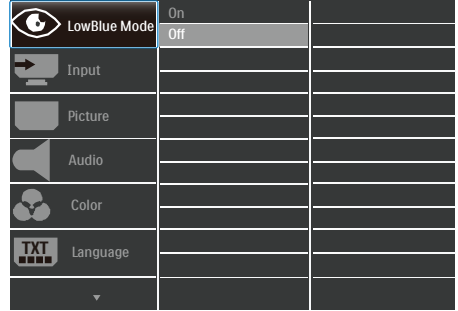 LowBlue Mode
On
Off
Input
Picture
Audio
Color
TXT
Language